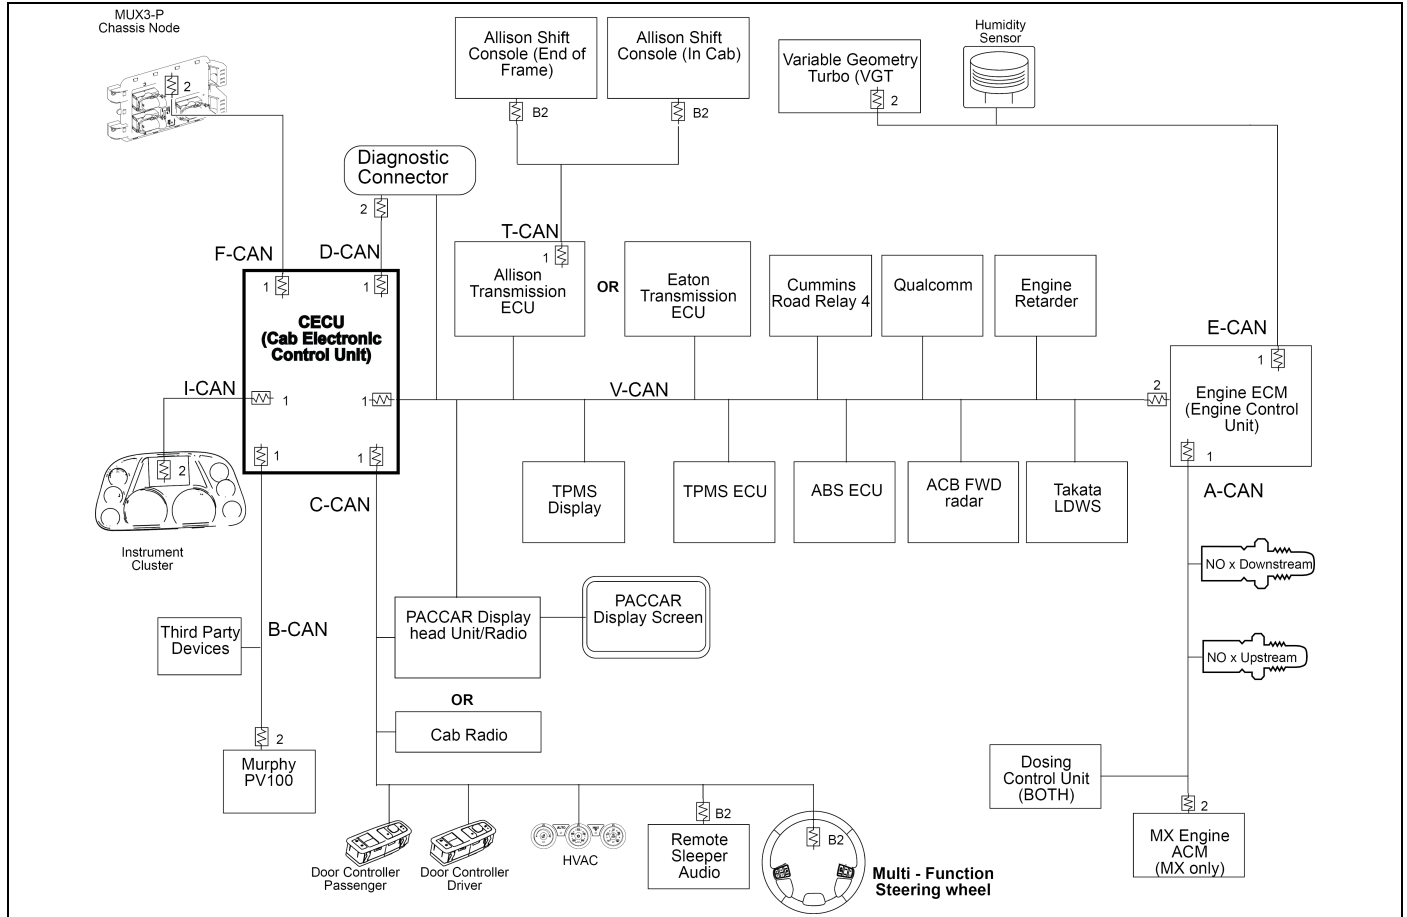 MUX3-P
Chassis Node
2
Allison Shift
Console (End of
Frame)
B2
Allison Shift
Console (In Cab)
B2
Variable Geometry
Turbo (VGT
2
Humidity
Sensor
Diagnostic
Connector
2
F-CAN
D-CAN
T-CAN
1
Allison
Transmission
ECU
OR
Eaton
Transmission
ECU
Cummins
Road Relay 4
Qualcomm
Engine
Retarder
E-CAN
1
1
CECU
(Cab Electronic
Control Unit)
1
1
1
1
I-CAN
V-CAN
2
1
Engine ECM
(Engine Control
Unit)
1
2
Instrument
Cluster
C-CAN
TPMS
Display
TPMS ECU
ABS ECU
ACB FWD
radar
Takata
LDWS
A-CAN
NO x Downstream
NO x Upstream
Third Party
Devices
B-CAN
PACCAR Display
head Unit/Radio
PACCAR
Display Screen
OR
Cab Radio
2
Murphy
PV100
Dosing
Control Unit
(BOTH)
2
MX Engine
ACM
(MX only)
Door Controller
Passenger
Door Controller
Driver
HVAC
B2
Remote
Sleeper
Audio
B2
Multi - Function
Steering wheel